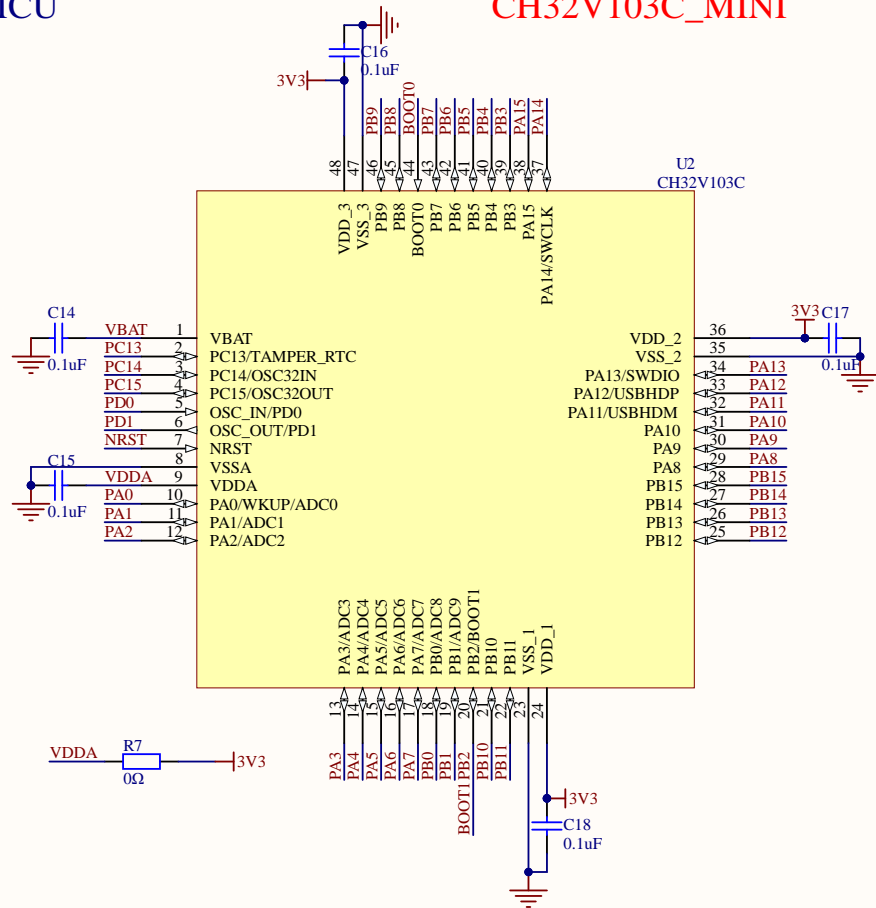 ICU
CH32V103C_MINI
C16
0.1uF
3V3
PB9
PB8
BOOT0
PB7
PB6
PB5
PB4
PB3
PA15
PA14
48
47
46
45
44
43
42
41
40
39
38
37
U2
CH32V103C
VDD_3
VSS_3
PB9
PB8
BOOT0
PB7
PB6
PB5
PB4
PB3
PA15
PA14/SWCLK
C14
0.1uF
VBAT 1 VBAT
PC13 2 PC13/TAMPER_RTC
PC14 3 PC14/OSC32IN
PC15 4 PC15/OSC32OUT
PD0 5 OSC_IN/PD0
PD1 6 OSC_OUT/PD1
NRST 7 NRST
8 VSSA
C15
0.1uF
VDDA 9 VDDA
PA0 10 PA0/WKUP/ADC0
PA1 11 PA1/ADC1
PA2 12 PA2/ADC2
3V3
C17
0.1uF
VDD_2 36
VSS_2 35
PA13/SWDIO 34 PA13
PA12/USBHDP 33 PA12
PA11/USBHDM 32 PA11
PA10 31 PA10
PA9 30 PA9
PA8 29 PA8
PB15 28 PB15
PB14 27 PB14
PB13 26 PB13
PB12 25 PB12
PA3/ADC3
PA4/ADC4
PA5/ADC5
PA6/ADC6
PA7/ADC7
PB0/ADC8
PB1/ADC9
PB2/BOOT1
PB10
PB11
VSS_1
VDD_1
13
14
15
16
17
18
19
20
21
22
23
24
PA3
PA4
PA5
PA6
PA7
PB0
PB1
BOOT1 PB2
PB10
PB11
VDDA
R7
0Ω
3V3
3V3
C18
0.1uF